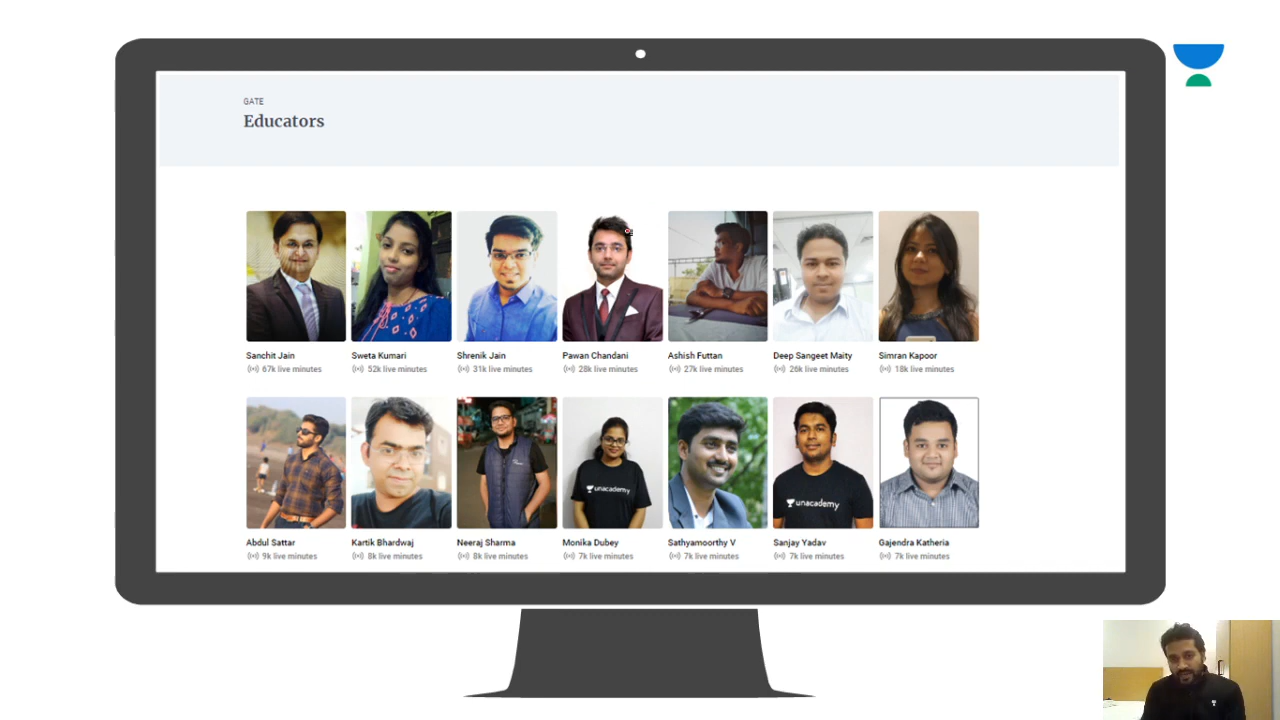 GATE
Educators
Sanchit Jain
67k live minutes
Sweta Kumari
52k live minutes
Shrenik Jain
31k live minutes
Pawan Chandani
28k live minutes
Ashish Futtan
27k live minutes
Deep Sangeet Maity
26k live minutes
Simran Kapoor
18k live minutes
unacademy
unacademy
Abdul Sattar
9k live minutes
Kartik Bhardwaj
8k live minutes
Neeraj Sharma
8k live minutes
Monika Dubey
7k live minutes
Sathyamoorthy V
7k live minutes
Sanjay Yadav
7k live minutes
Gajendra Katheria
7k live minutes